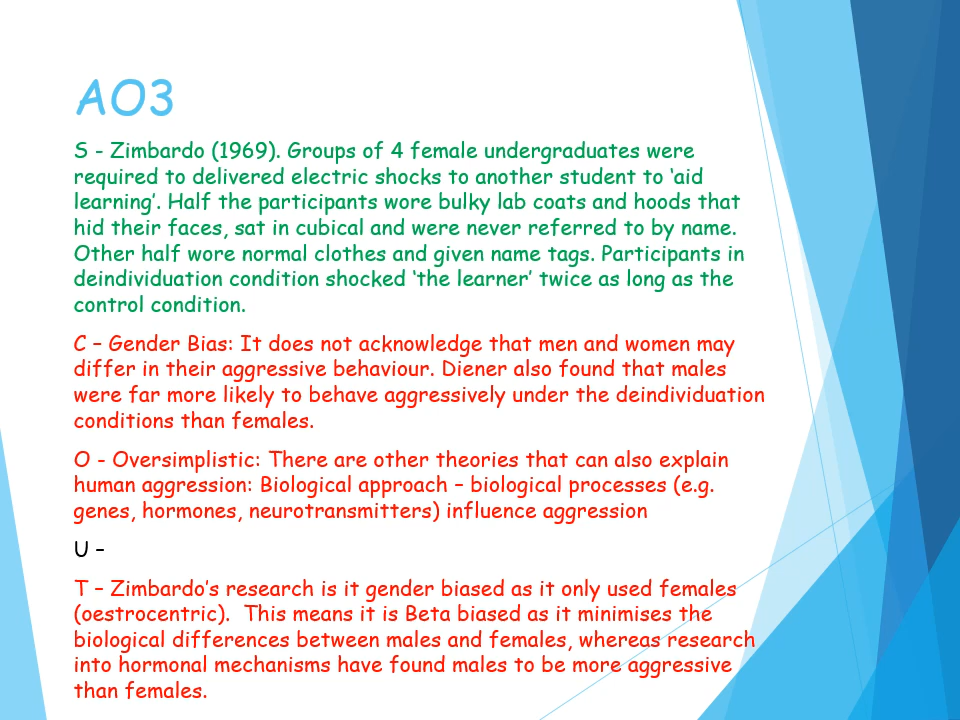 AO3
S - Zimbardo (1969). Groups of 4 female undergraduates were
required to delivered electric shocks to another student to ‘aid
learning’. Half the participants wore bulky lab coats and hoods that
hid their faces, sat in cubical and were never referred to by name.
Other half wore normal clothes and given name tags. Participants in
deindividuation condition shocked ‘the learner’ twice as long as the
control condition.
C – Gender Bias: It does not acknowledge that men and women may
differ in their aggressive behaviour. Diener also found that males
were far more likely to behave aggressively under the deindividuation
conditions than females.
O - Oversimplistic: There are other theories that can also explain
human aggression: Biological approach – biological processes (e.g.
genes, hormones, neurotransmitters) influence aggression
U –
T – Zimbardo’s research is it gender biased as it only used females
(oestrocentric).  This means it is Beta biased as it minimises the
biological differences between males and females, whereas research
into hormonal mechanisms have found males to be more aggressive
than females.